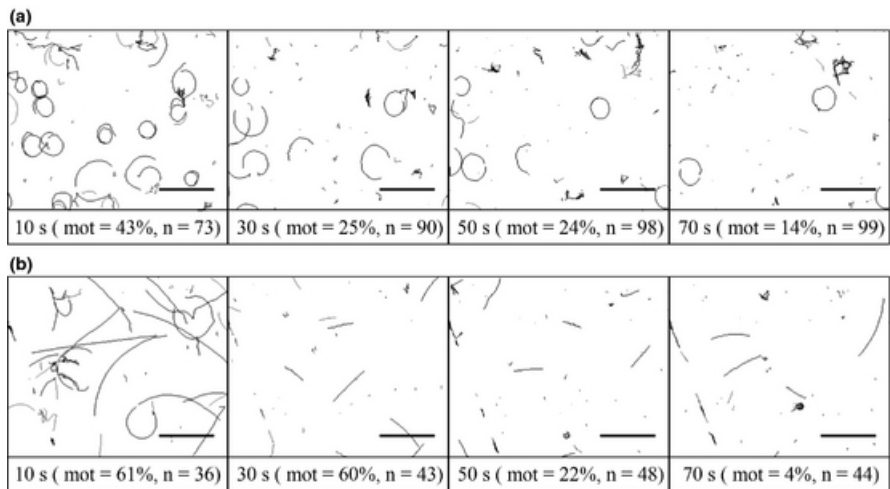 (a)
10 s ( mot = 43%, n = 73)
30 s ( mot = 25%, n = 90)
50 s ( mot = 24%, n = 98)
70 s ( mot = 14%, n = 99)
(b)
10 s ( mot = 61%, n = 36)
30 s ( mot = 60%, n = 43)
50 s ( mot = 22%, n = 48)
70 s ( mot = 4%, n = 44)